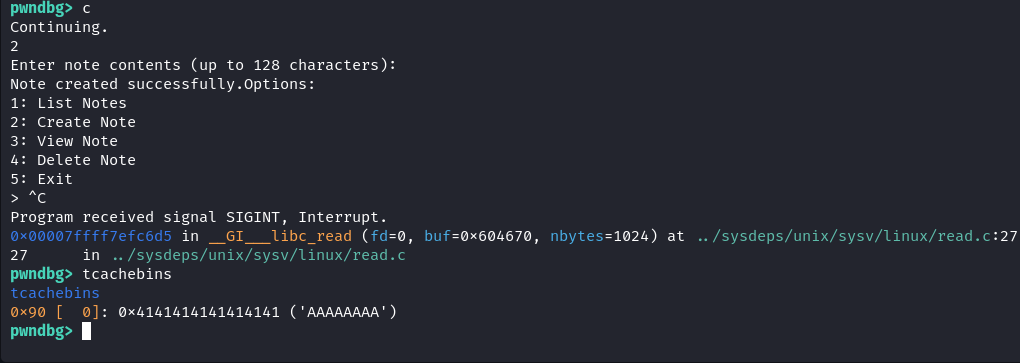 pwndbg> c
Continuing.
2
Enter note contents (up to 128 characters):
Note created successfully.Options:
1: List Notes
2: Create Note
3: View Note
4: Delete Note
5: Exit
> ^C
Program received signal SIGINT, Interrupt.
0x00007ffff7efc6d5 in __GI___libc_read (fd=0, buf=0x604670, nbytes=1024) at ../sysdeps/unix/sysv/linux/read.c:27
27      in ../sysdeps/unix/sysv/linux/read.c
pwndbg> tcachebins
tcachebins
0x90 [  0]: 0x4141414141414141 ('AAAAAAAA')
pwndbg>